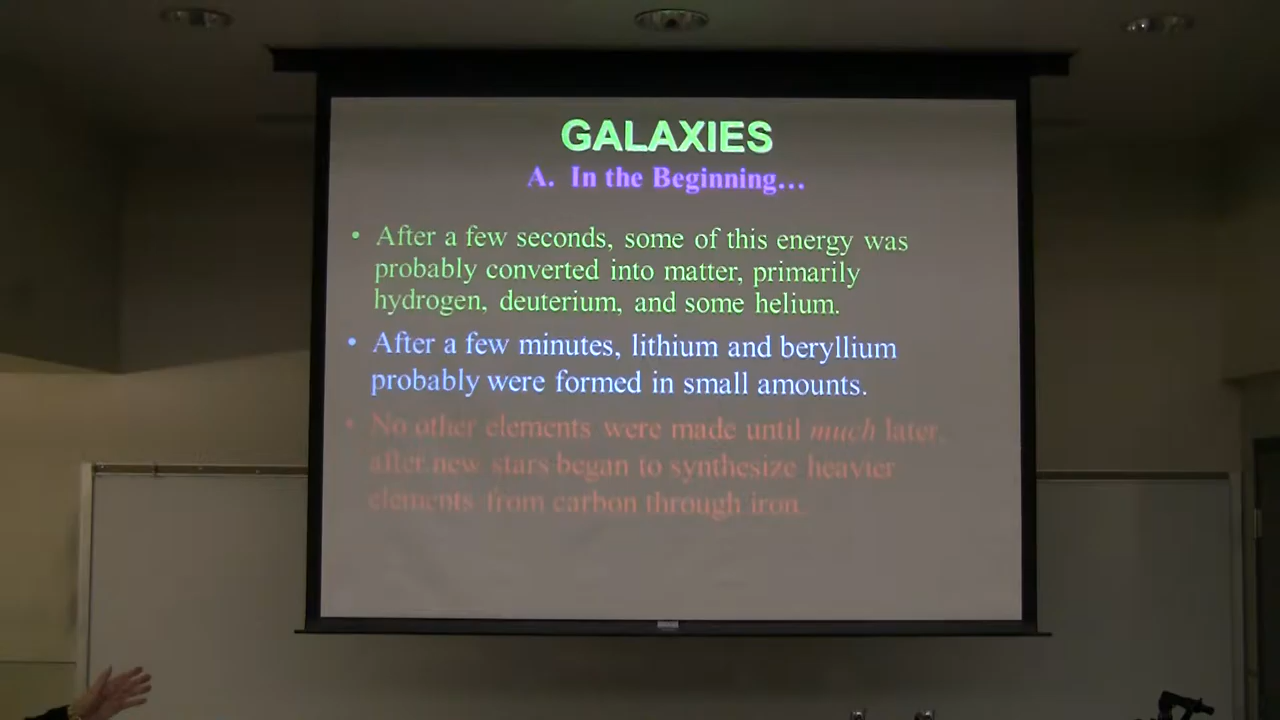 GALAXIES
A. In the Beginning…
• After a few seconds, some of this energy was
probably converted into matter, primarily
hydrogen, deuterium, and some helium.
• After a few minutes, lithium and beryllium
probably were formed in small amounts.
• No other elements were made until much later,
after new stars began to synthesize heavier
elements from carbon through iron.